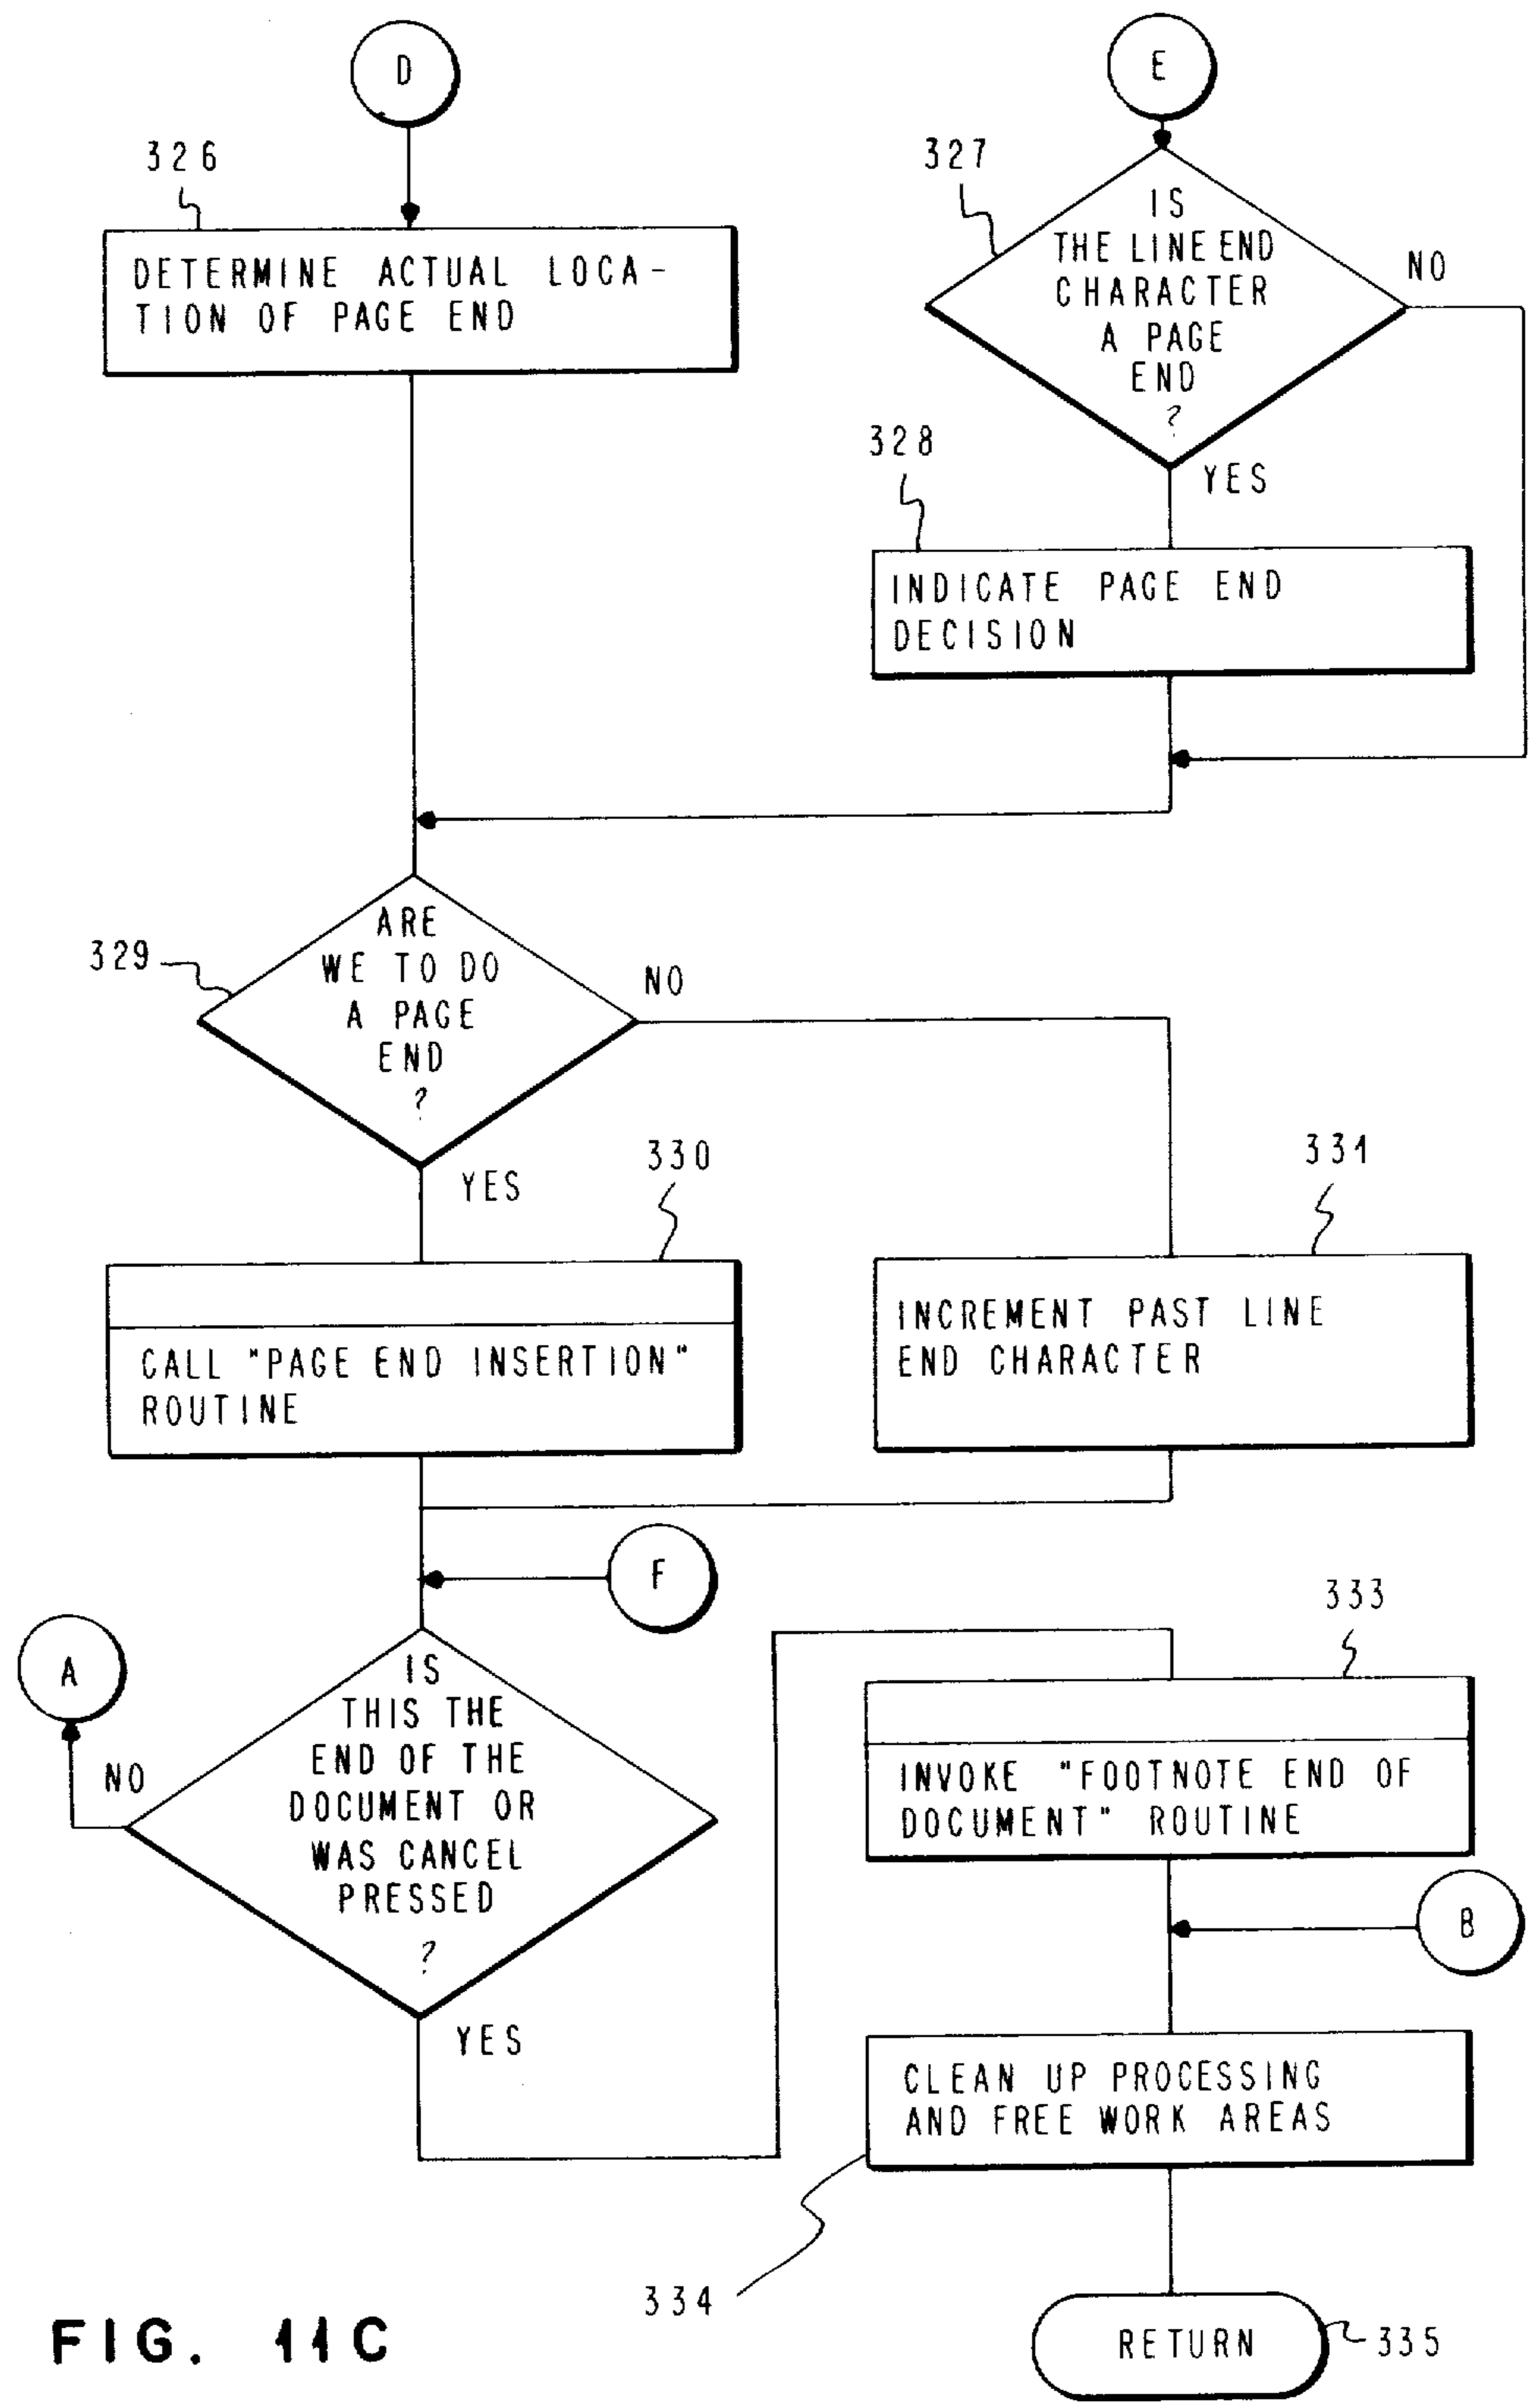 D
326
DETERMINE ACTUAL LOCA-
TION OF PAGE END
E
327
IS
THE LINE END
CHARACTER
A PAGE
END
?
NO
YES
328
INDICATE PAGE END
DECISION
329
ARE
WE TO DO
A PAGE
END
?
NO
YES
330
CALL "PAGE END INSERTION"
ROUTINE
331
INCREMENT PAST LINE
END CHARACTER
F
A
NO
IS
THIS THE
END OF THE
DOCUMENT OR
WAS CANCEL
PRESSED
?
YES
333
INVOKE "FOOTNOTE END OF
DOCUMENT" ROUTINE
B
CLEAN UP PROCESSING
AND FREE WORK AREAS
334
RETURN
335
FIG. 11C